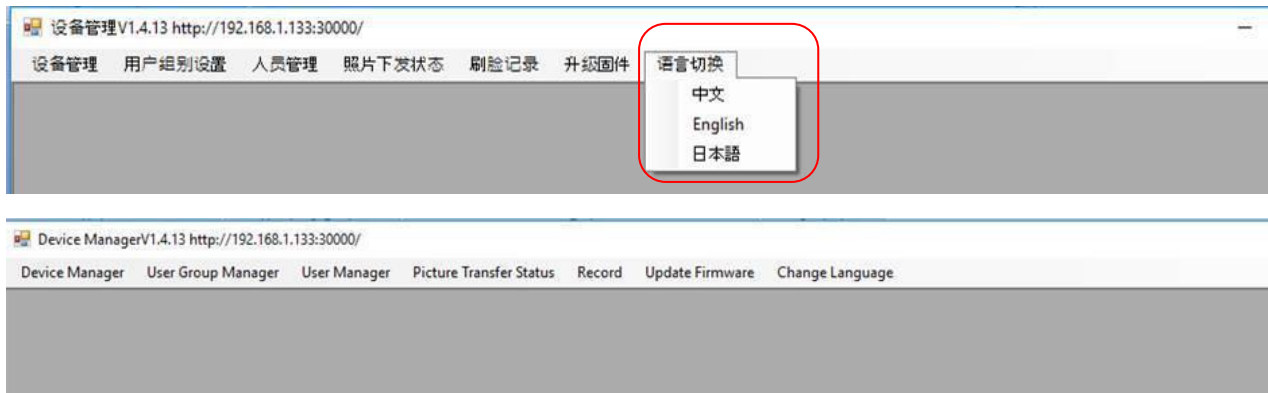 设备管理V1.4.13 http://192.168.1.133:30000/
设备管理 用户组别设置 人员管理 照片下发状态 刷脸记录 升级固件 语言切换
中文
English
日本語
Device ManagerV1.4.13 http://192.168.1.133:30000/
Device Manager User Group Manager User Manager Picture Transfer Status Record Update Firmware Change Language